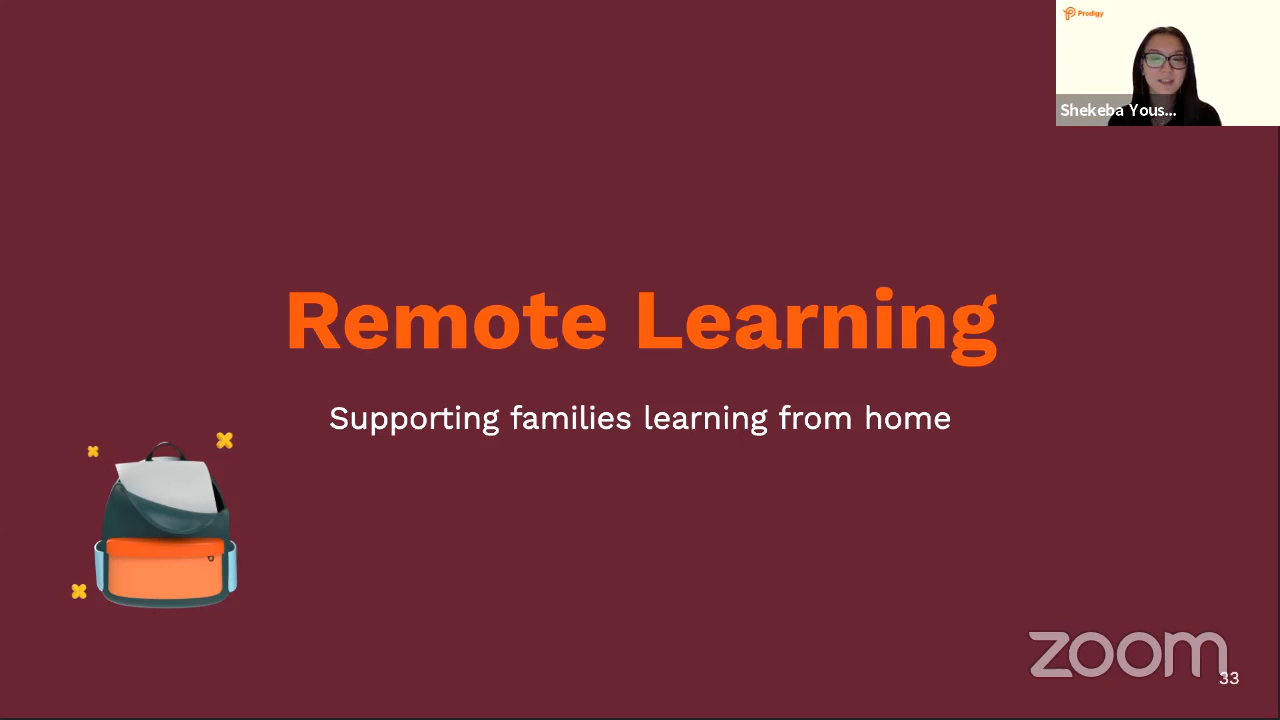 Prodigy
Shekeba Yous...
Remote Learning
Supporting families learning from home
zoom
33